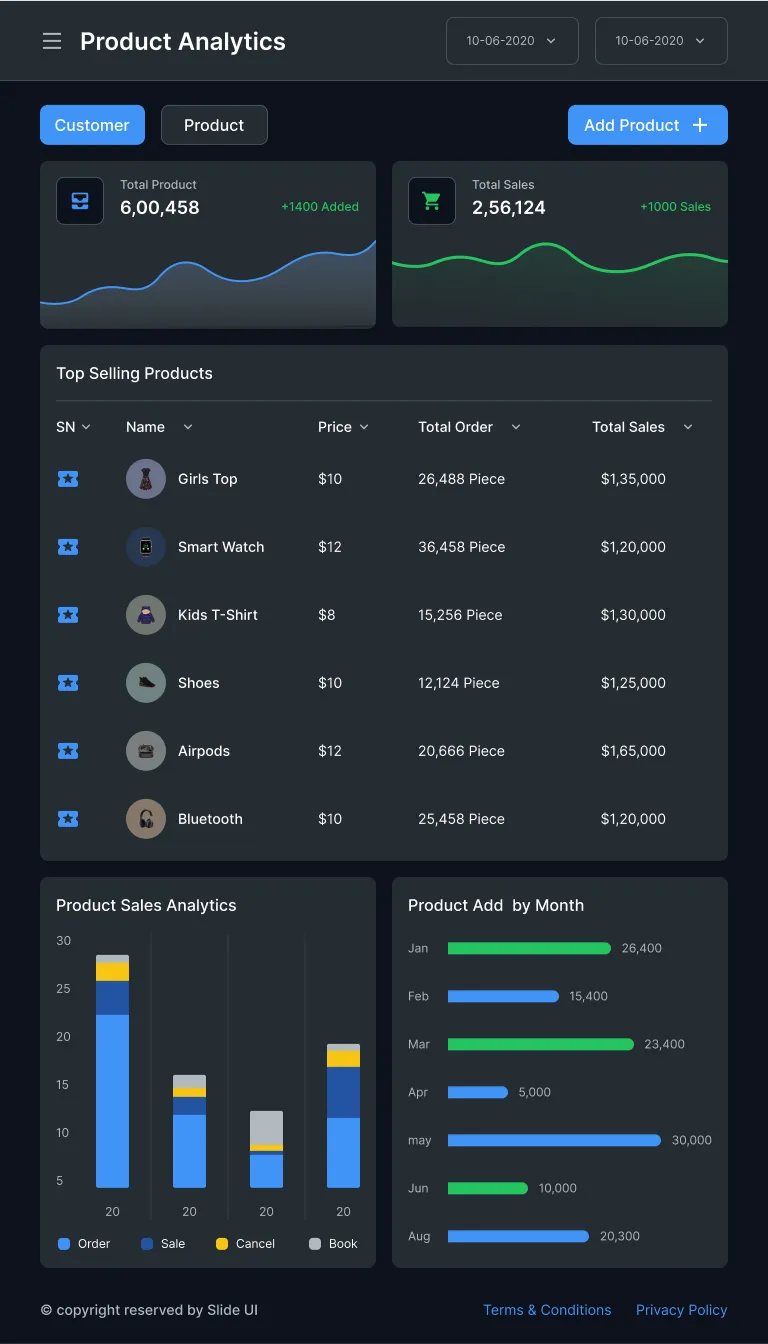 Product Analytics
10-06-2020
10-06-2020
Customer
Product
Add Product
Total Product
6,00,458
+1400 Added
Total Sales
2,56,124
+1000 Sales
Top Selling Products
SN Name Price Total Order Total Sales
Girls Top $10 26,488 Piece $1,35,000
Smart Watch $12 36,458 Piece $1,20,000
Kids T-Shirt $8 15,256 Piece $1,30,000
Shoes $10 12,124 Piece $1,25,000
Airpods $12 20,666 Piece $1,65,000
Bluetooth $10 25,458 Piece $1,20,000
Product Sales Analytics
30
25
20
15
10
5
20 20 20 20
Order Sale Cancel Book
Product Add  by Month
Jan 26,400
Feb 15,400
Mar 23,400
Apr 5,000
may 30,000
Jun 10,000
Aug 20,300
© copyright reserved by Slide UI
Terms & Conditions
Privacy Policy